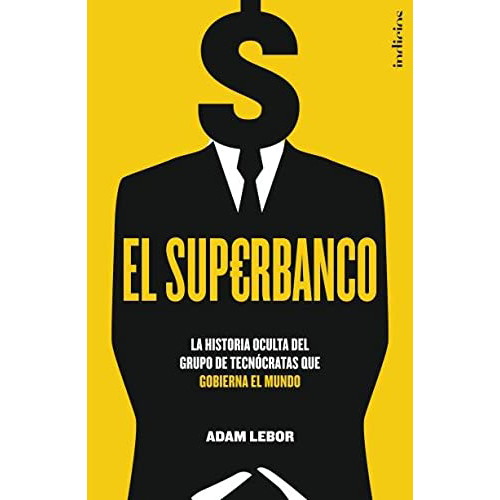 indicios
$
EL SUP€RBANCO
LA HISTORIA OCULTA DEL
GRUPO DE TECNÓCRATAS QUE
GOBIERNA EL MUNDO
ADAM LEBOR